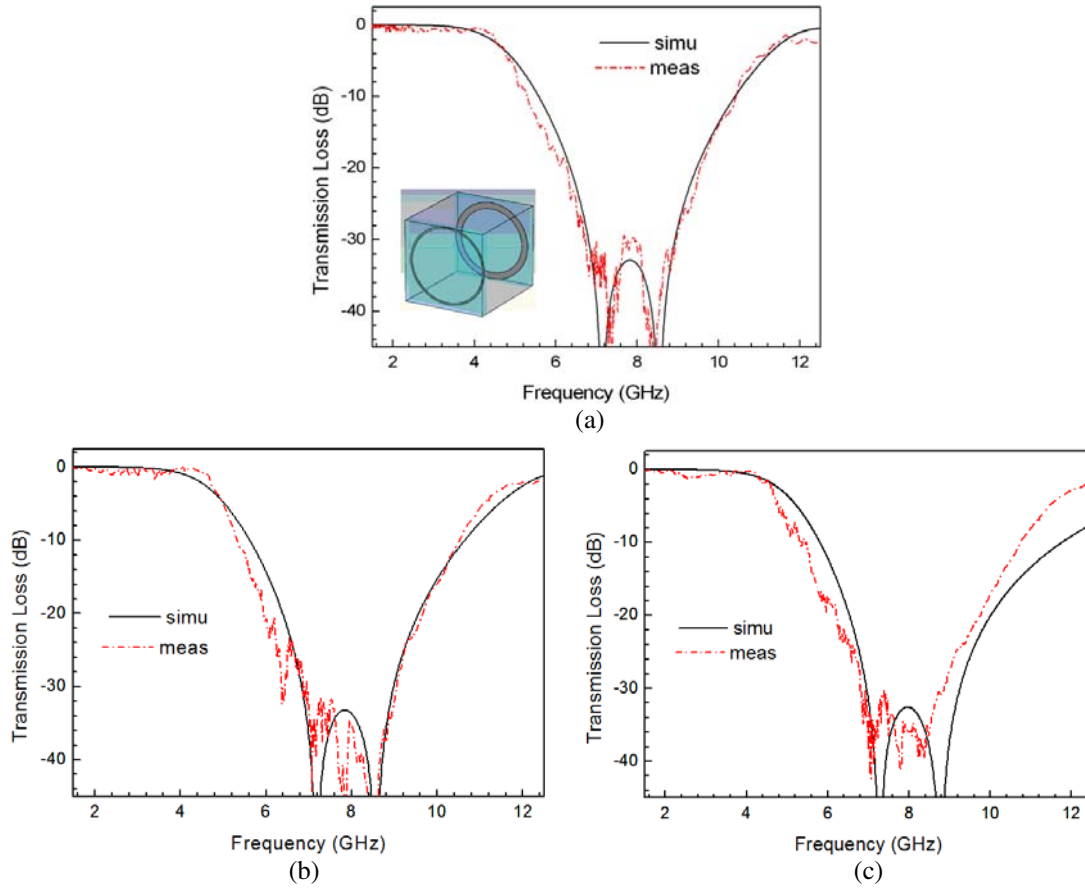 0
-10
-20
-30
-40
Transmission Loss (dB)
simu
meas
2 4 6 8 10 12
Frequency (GHz)
(a)
0
-10
-20
-30
-40
Transmission Loss (dB)
simu
meas
2 4 6 8 10 12
Frequency (GHz)
(b)
0
-10
-20
-30
-40
Transmission Loss (dB)
simu
meas
2 4 6 8 10 12
Frequency (GHz)
(c)